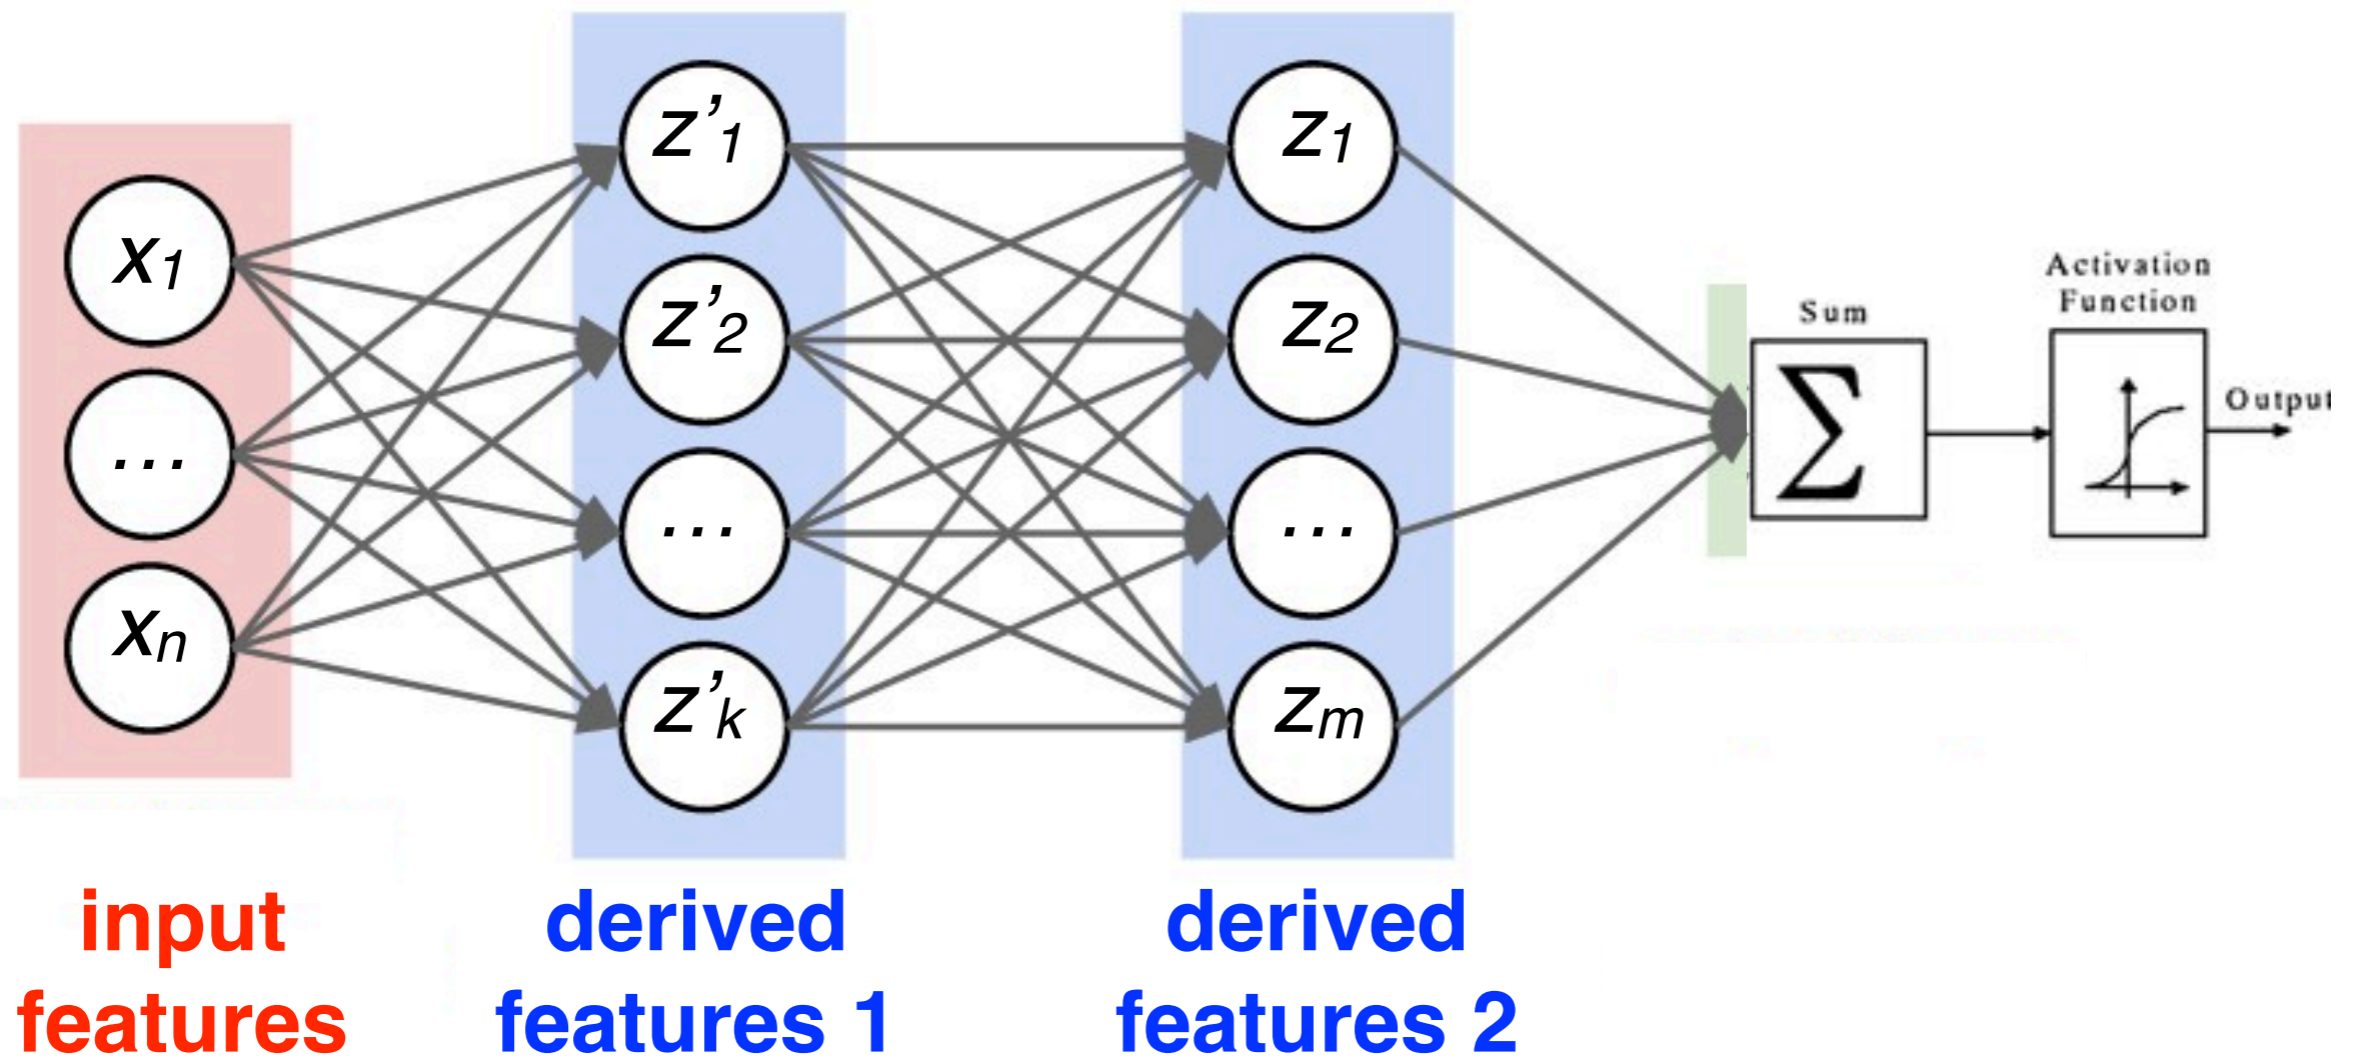 x1
...
xn
z'1
z'2
...
z'k
z1
z2
...
zm
Sum
Σ
Activation
Function
Output
input
features
derived
features 1
derived
features 2